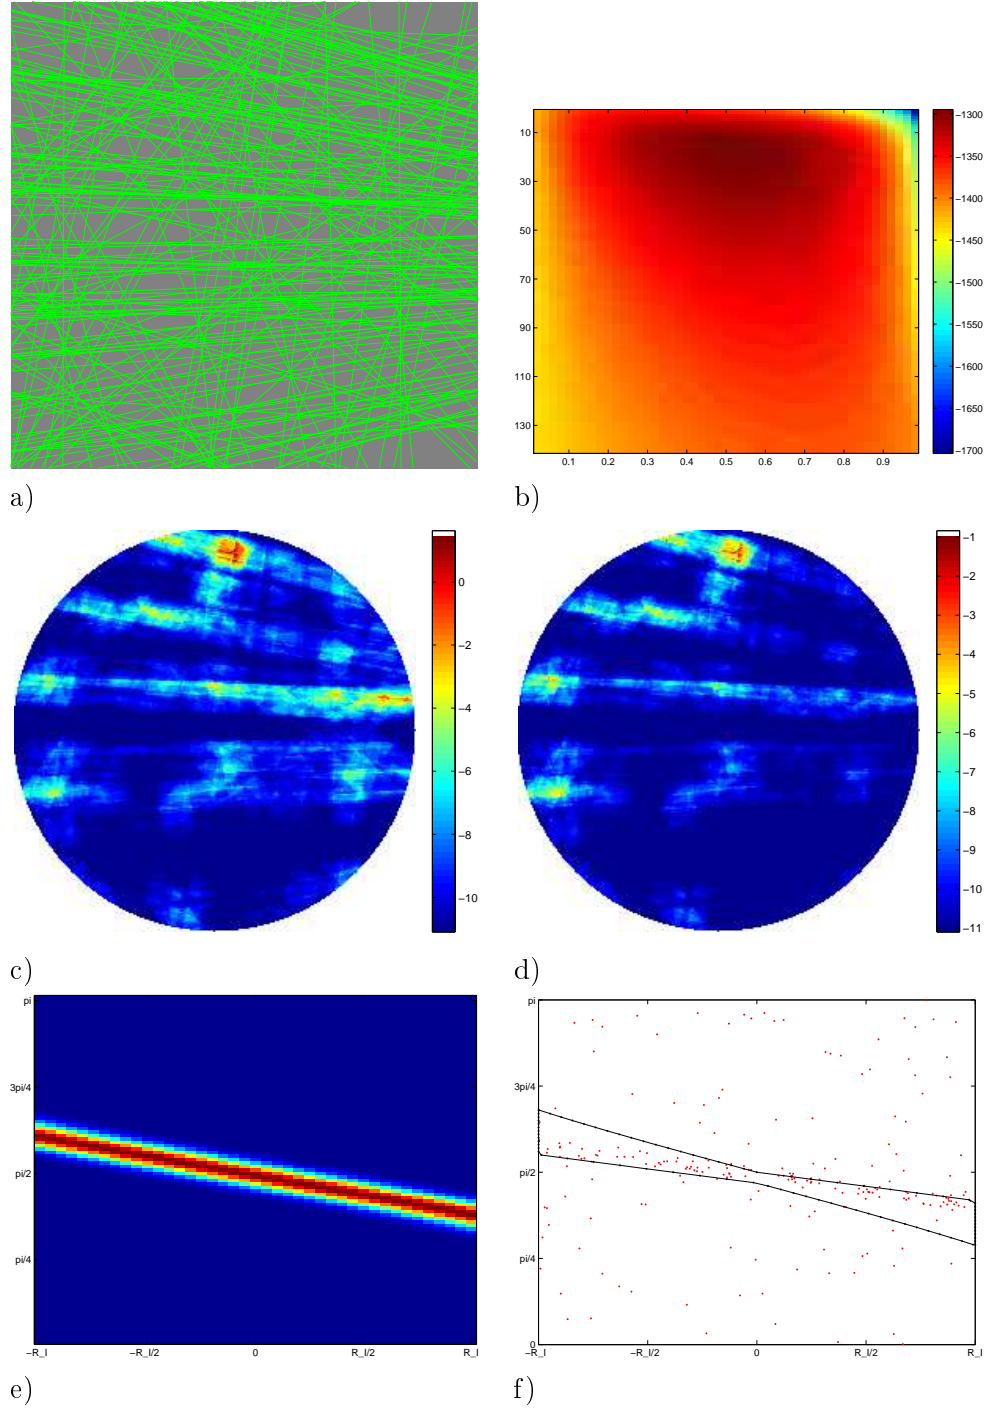 10
30
50
70
90
110
130
0.1 0.2 0.3 0.4 0.5 0.6 0.7 0.8 0.9
−1300
−1350
−1400
−1450
−1500
−1550
−1600
−1650
−1700
a)
b)
0
−2
−4
−6
−8
−10
−1
−2
−3
−4
−5
−6
−7
−8
−9
−10
−11
c)
d)
pi
3pi/4
pi/2
pi/4
−R_l −R_l/2 0 R_l/2 R_l
pi
3pi/4
pi/2
pi/4
0
−R_l −R_l/2 0 R_l/2 R_l
e)
f)